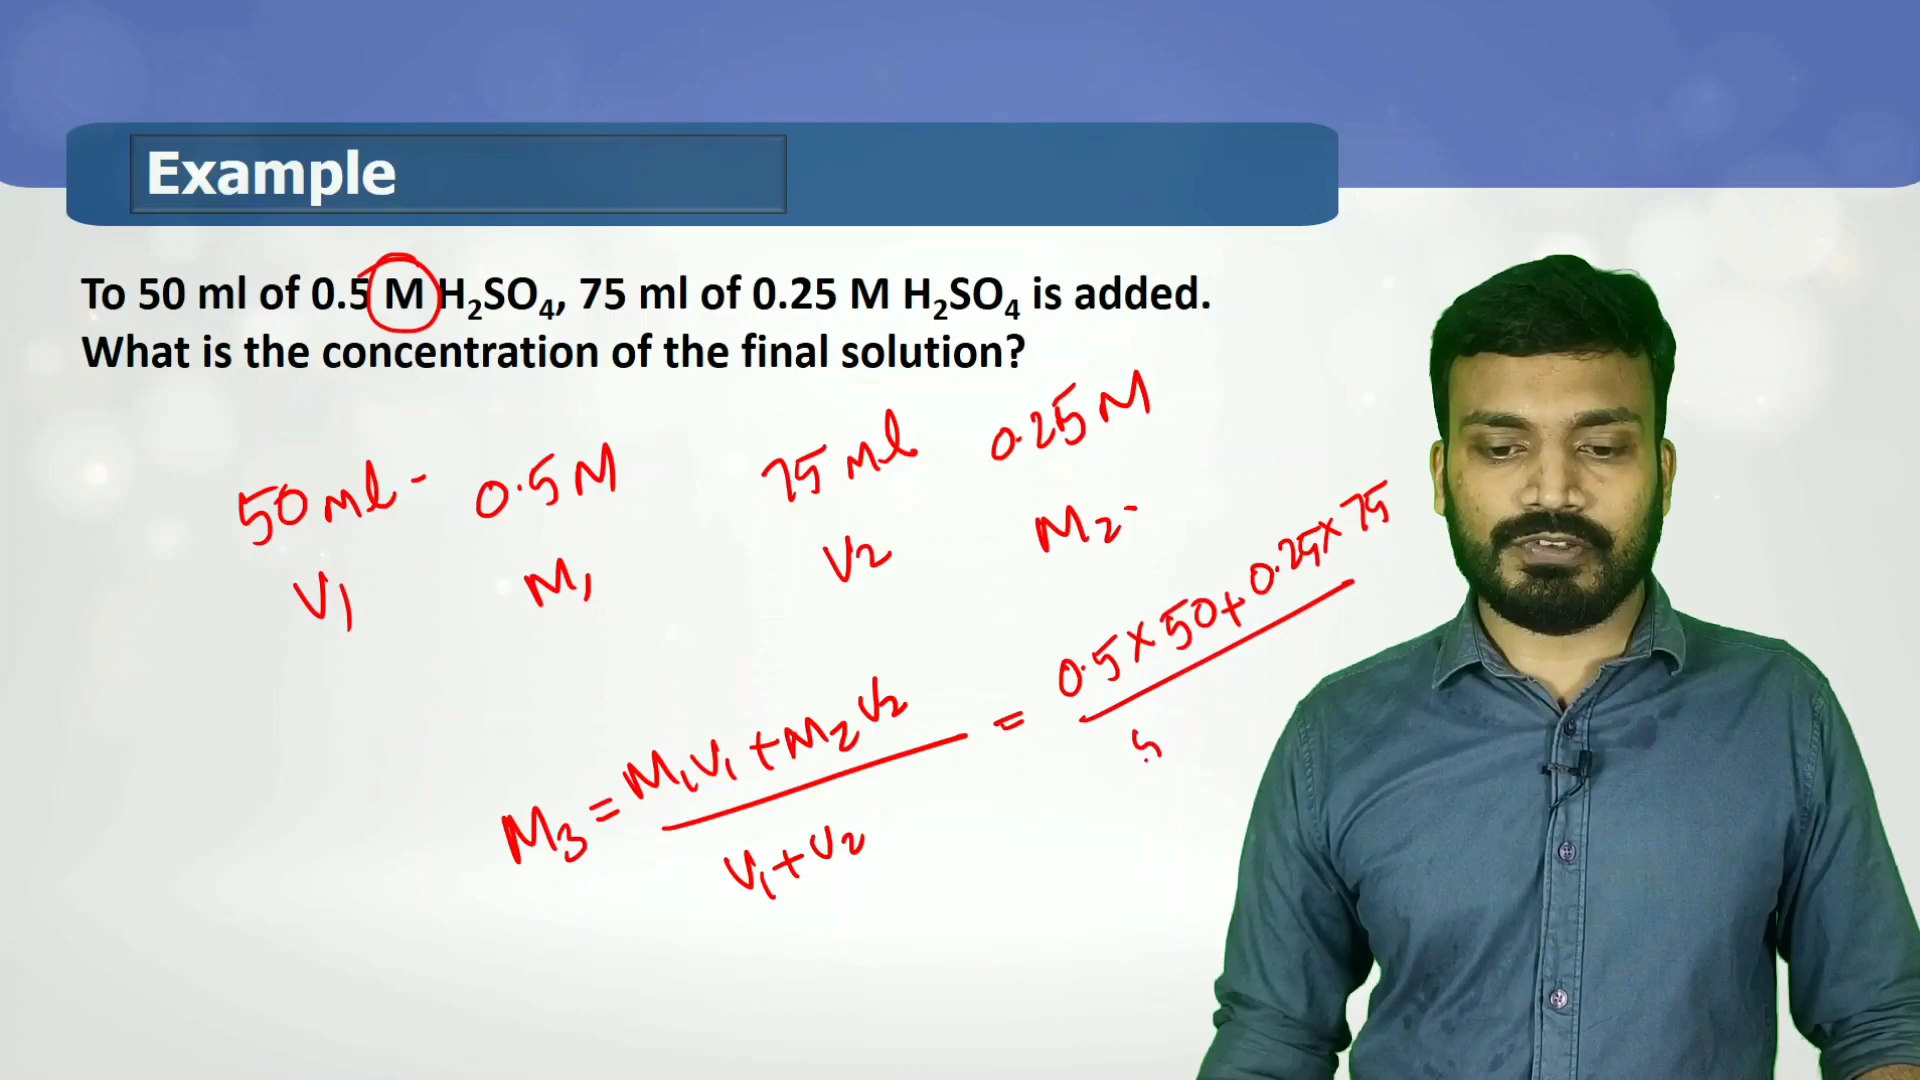 Example
To 50 ml of 0.5 M H₂SO₄, 75 ml of 0.25 M H₂SO₄ is added.
What is the concentration of the final solution?
50 ml - 0.5 M 75 ml 0.25 M
V₁ M₁ V₂ M₂
M₃ = M₁V₁ + M₂V₂ / V₁ + V₂ = 0.5 × 50 + 0.25 × 75 / 5